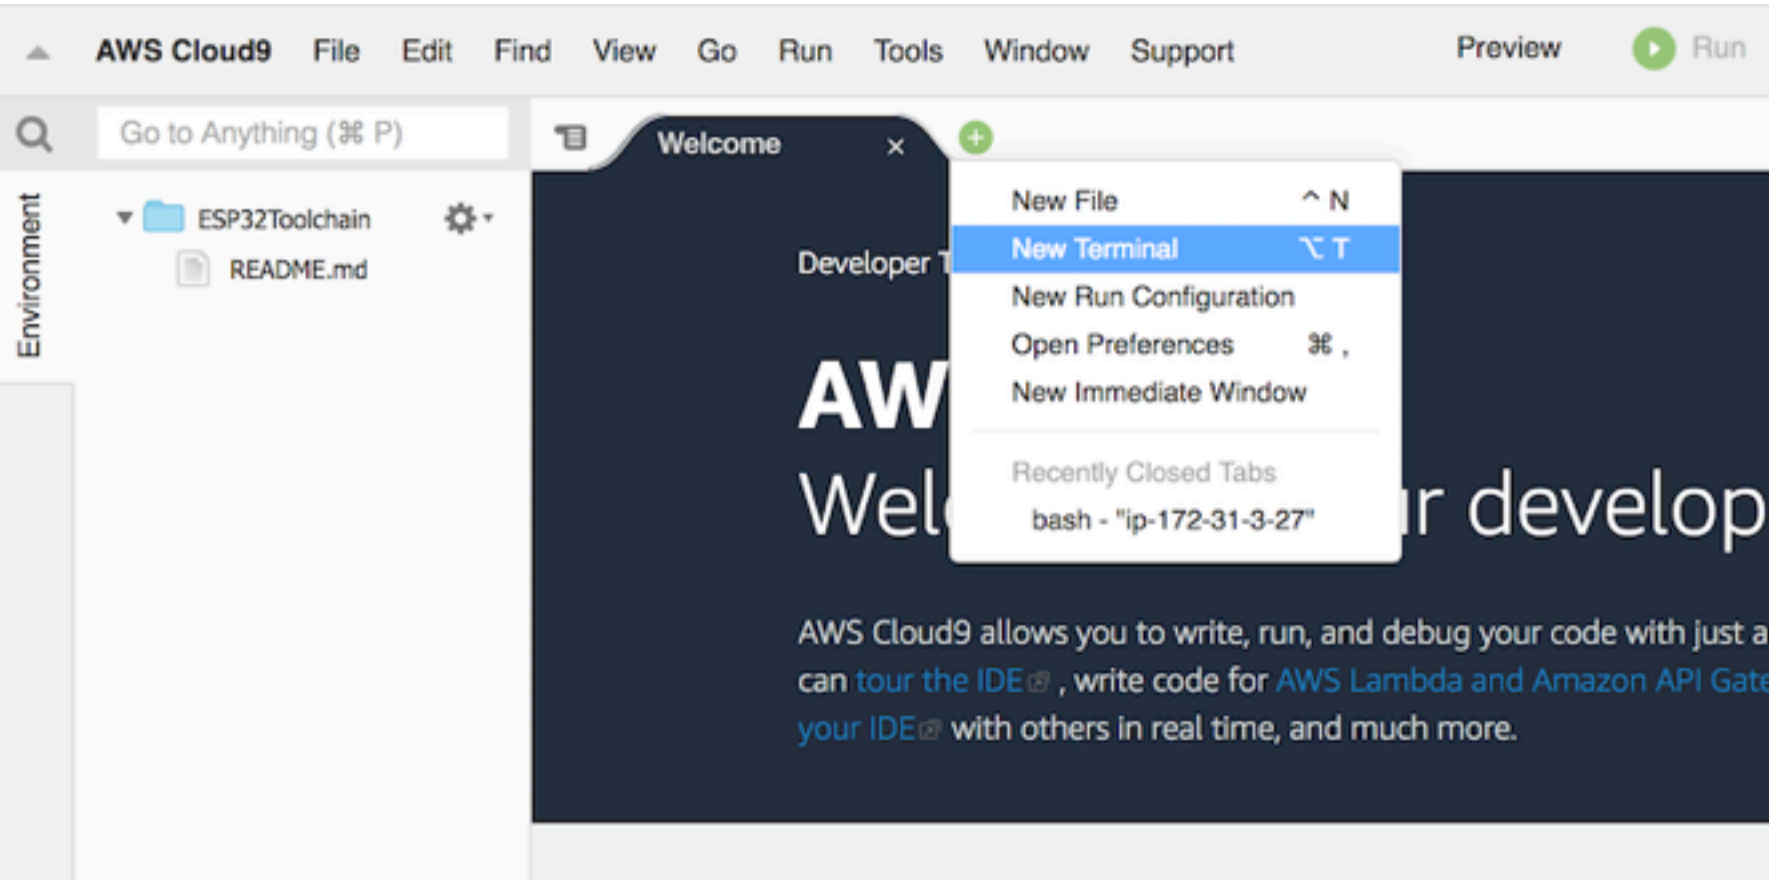 AWS Cloud9 File Edit Find View Go Run Tools Window Support Preview Run
Go to Anything (⌘ P)
Welcome ×
Environment
ESP32Toolchain
README.md
New File ^ N
New Terminal ⌥ T
New Run Configuration
Open Preferences ⌘ ,
New Immediate Window
Recently Closed Tabs
bash - "ip-172-31-3-27"
Developer T
AW
Wel r develop
AWS Cloud9 allows you to write, run, and debug your code with just a
can tour the IDE , write code for AWS Lambda and Amazon API Gate
your IDE with others in real time, and much more.